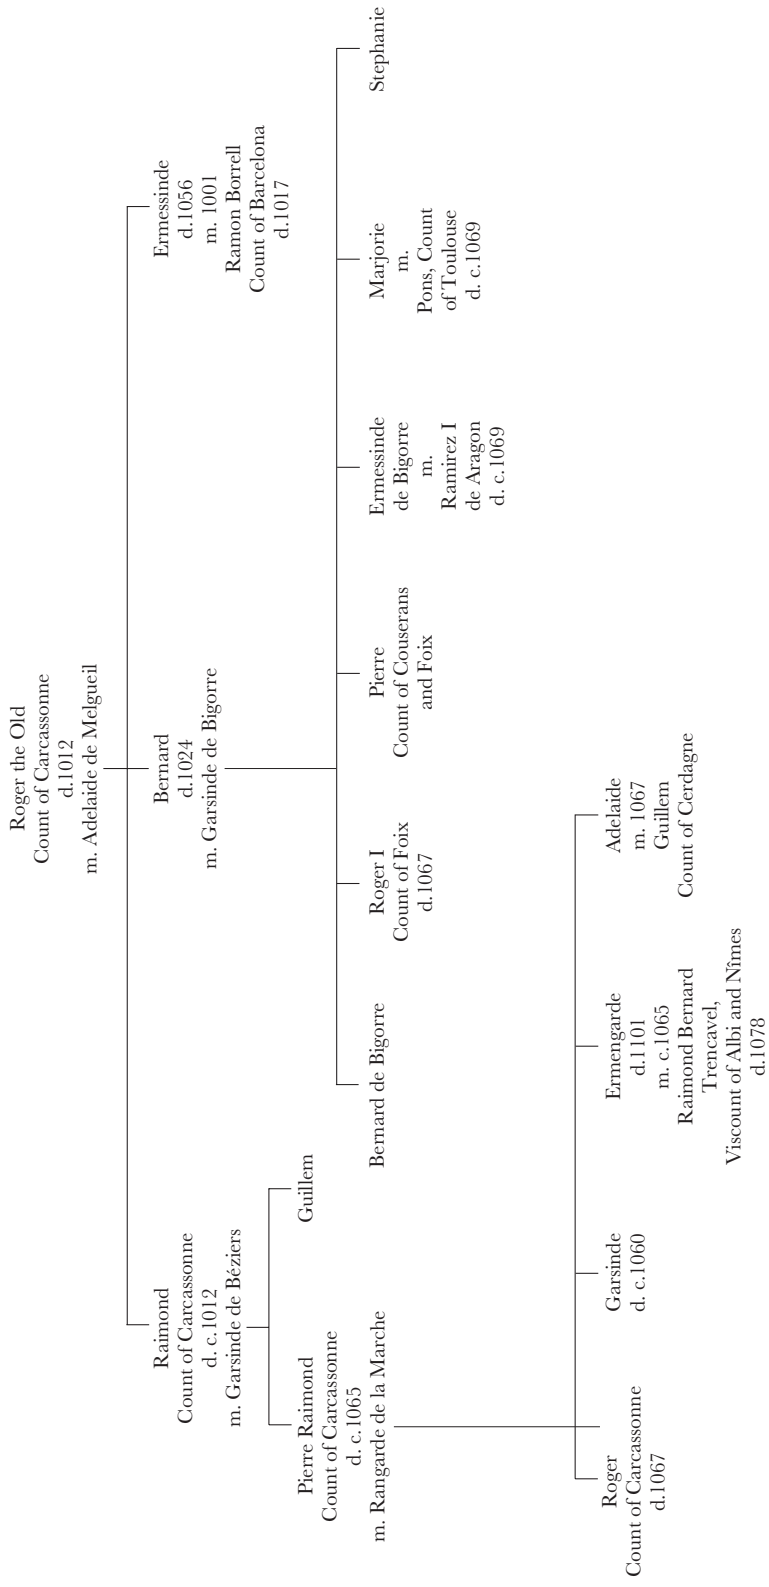 Roger the Old
Count of Carcassonne
d.1012
m. Adelaide de Melgueil
Raimond
Count of Carcassonne
d. c.1012
m. Garsinde de Béziers
Bernard
d.1024
m. Garsinde de Bigorre
Ermessinde
d.1056
m. 1001
Ramon Borrell
Count of Barcelona
d.1017
Pierre Raimond
Count of Carcassonne
d. c.1065
m. Rangarde de la Marche
Guillem
Bernard de Bigorre
Roger I
Count of Foix
d.1067
Pierre
Count of Couserans
and Foix
Ermessinde
de Bigorre
m.
Ramirez I
de Aragon
d. c.1069
Marjorie
m.
Pons, Count
of Toulouse
d. c.1069
Stephanie
Roger
Count of Carcassonne
d.1067
Garsinde
d. c.1060
Ermengarde
d.1101
m. c.1065
Raimond Bernard
Trencavel,
Viscount of Albi and Nîmes
d.1078
Adelaide
m. 1067
Guillem
Count of Cerdagne